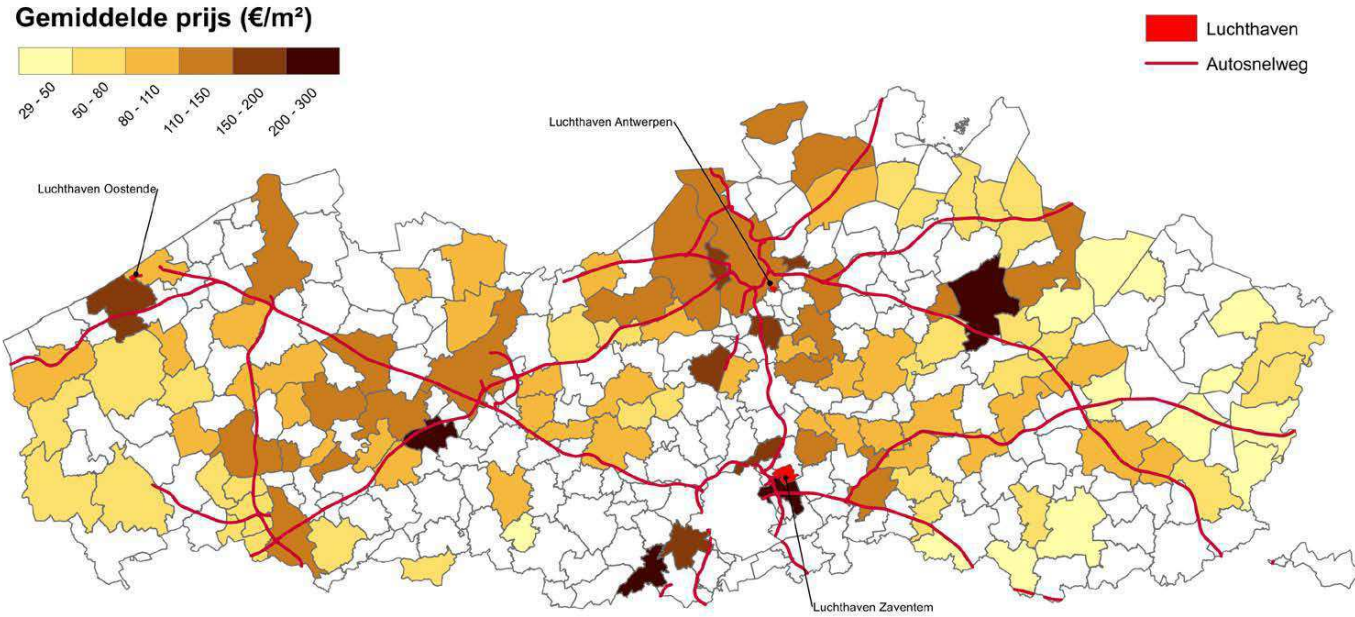 Gemiddelde prijs (€/m²)
29 - 50
50 - 80
80 - 110
110 - 150
150 - 200
200 - 300
Luchthaven
Autosnelweg
Luchthaven Antwerpen
Luchthaven Oostende
Luchthaven Zaventem